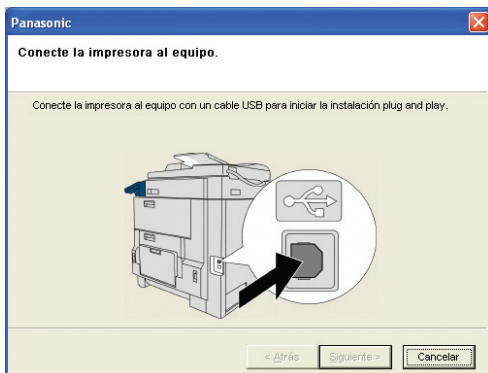 Panasonic
Conecte la impresora al equipo.
Conecte la impresora al equipo con un cable USB para iniciar la instalación plug and play.
< Atrás Siguiente > Cancelar